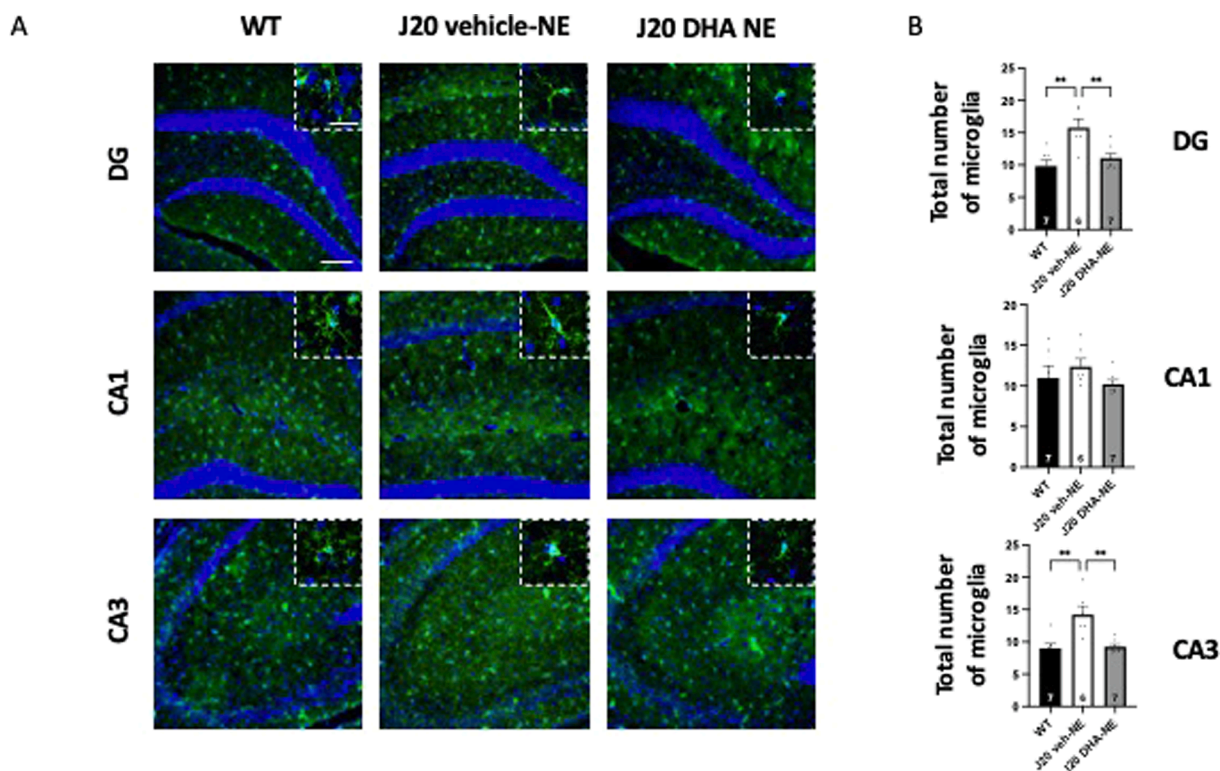 A
WT
J20 vehicle-NE
J20 DHA NE
DG
CA1
CA3
B
Total number
of microglia
25
20
15
10
5
0
**
**
7
6
7
WT
J20 veh-NE
J20 DHA-NE
DG
Total number
of microglia
20
15
10
5
0
7
6
7
WT
J20 veh-NE
J20 DHA-NE
CA1
Total number
of microglia
25
20
15
10
5
0
**
**
7
6
7
WT
J20 veh-NE
J20 DHA-NE
CA3